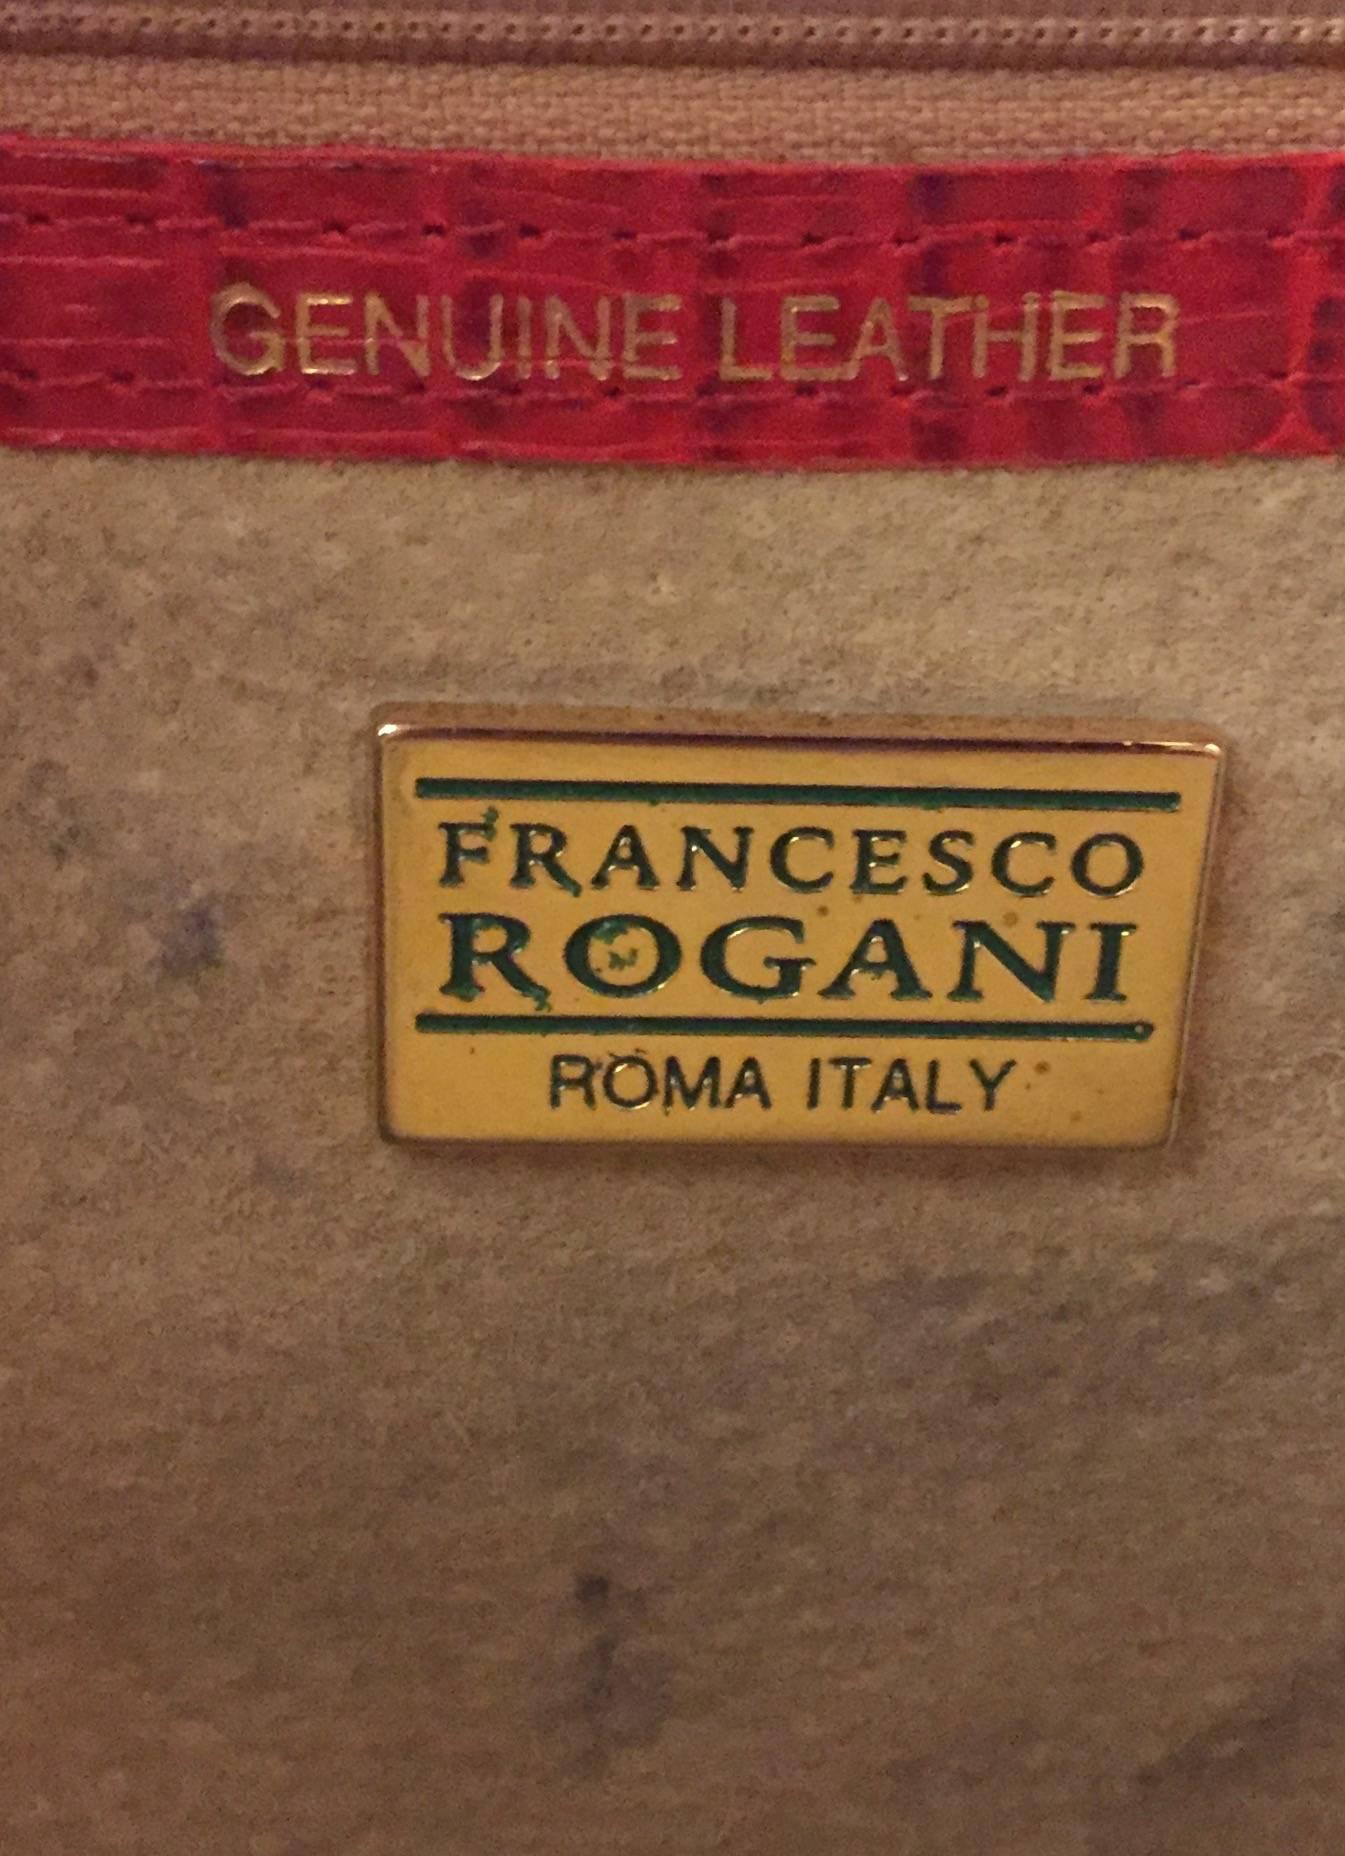 GENUINE LEATHER
FRANCESCO
ROGANI
ROMA ITALY